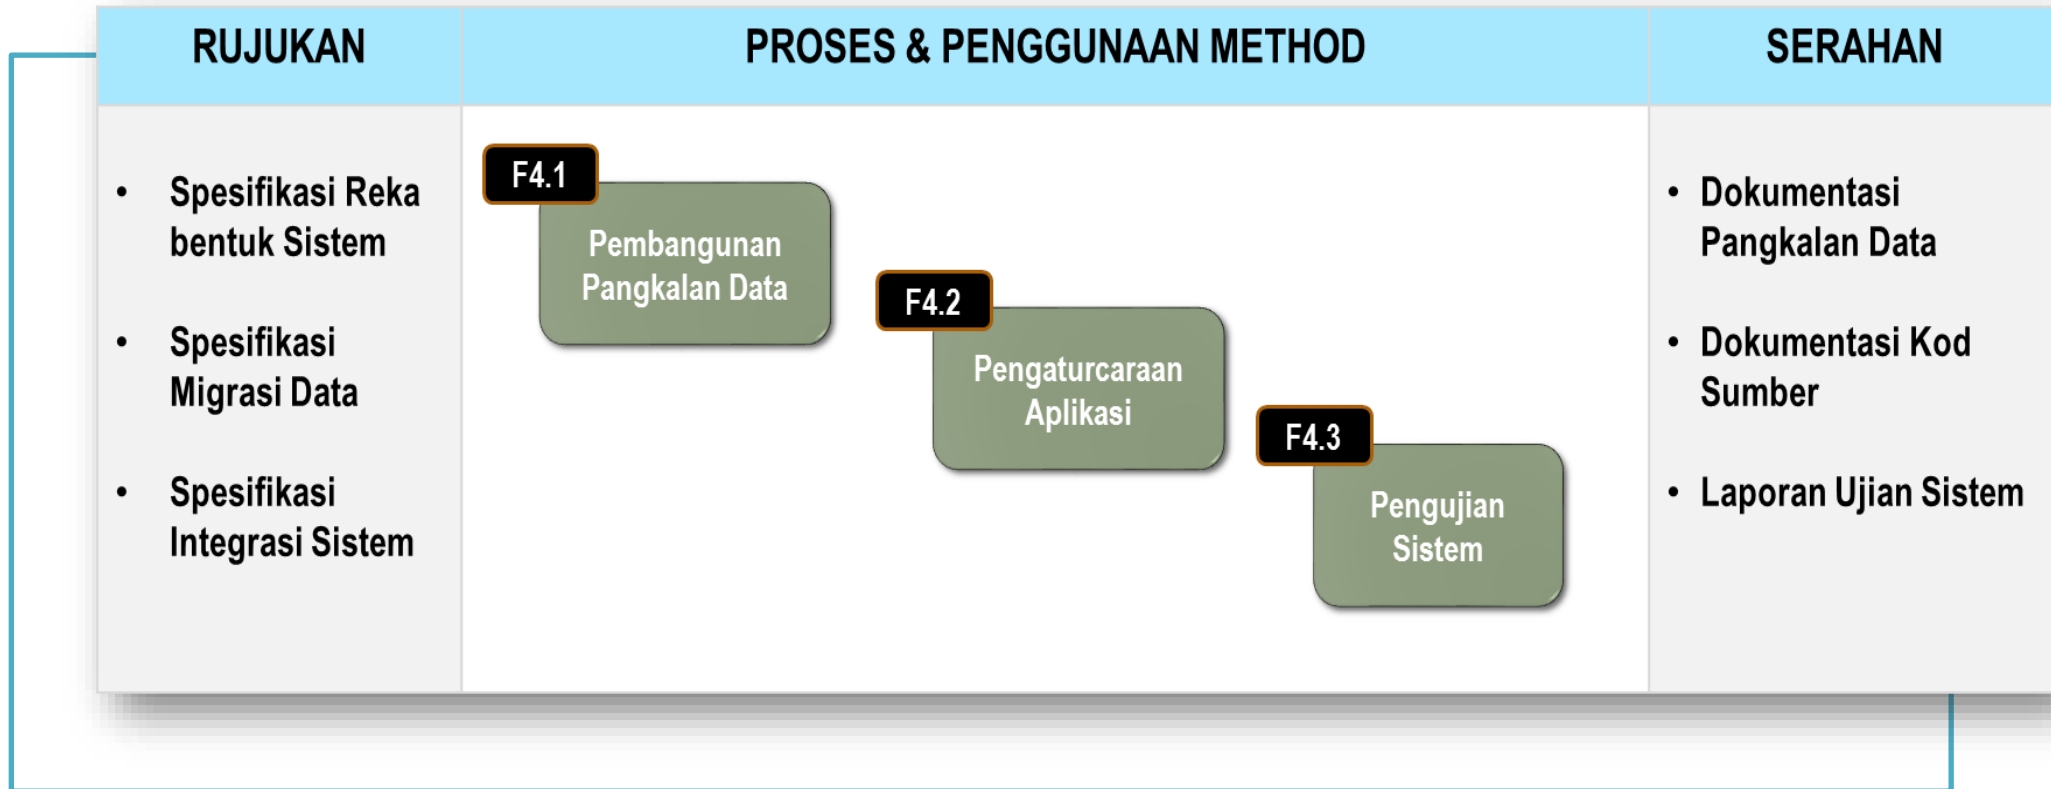 RUJUKAN
PROSES & PENGGUNAAN METHOD
SERAHAN
• Spesifikasi Reka
bentuk Sistem
• Spesifikasi
Migrasi Data
• Spesifikasi
Integrasi Sistem
F4.1
Pembangunan
Pangkalan Data
F4.2
Pengaturcaraan
Aplikasi
F4.3
Pengujian
Sistem
• Dokumentasi
Pangkalan Data
• Dokumentasi Kod
Sumber
• Laporan Ujian Sistem